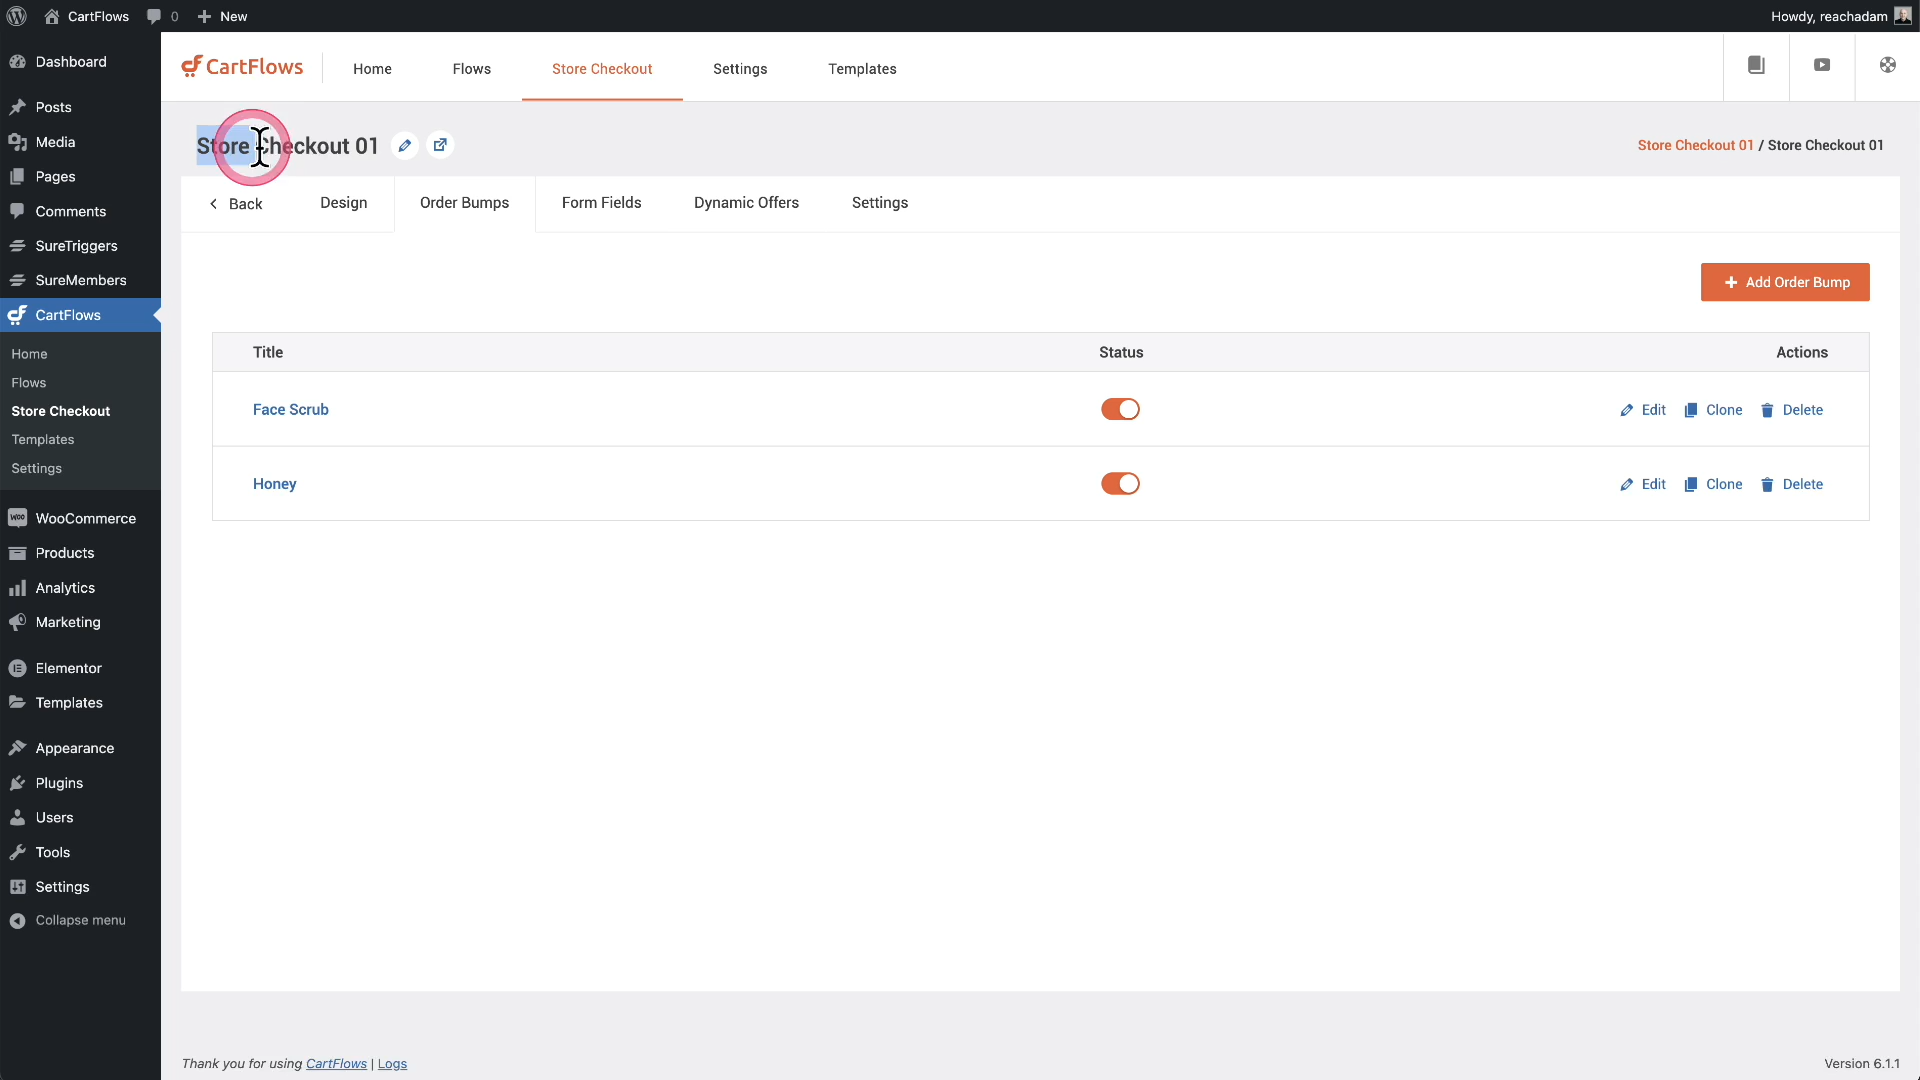 CartFlows
0
New
Howdy, reachadam
Dashboard
Posts
Media
Pages
Comments
SureTriggers
SureMembers
CartFlows
Home
Flows
Store Checkout
Templates
Settings
WooCommerce
Products
Analytics
Marketing
Elementor
Templates
Appearance
Plugins
Users
Tools
Settings
Collapse menu
CartFlows
Home
Flows
Store Checkout
Settings
Templates
Store Checkout 01
Store Checkout 01 / Store Checkout 01
Back
Design
Order Bumps
Form Fields
Dynamic Offers
Settings
Add Order Bump
Title
Status
Actions
Face Scrub
Edit
Clone
Delete
Honey
Edit
Clone
Delete
Thank you for using CartFlows | Logs
Version 6.1.1